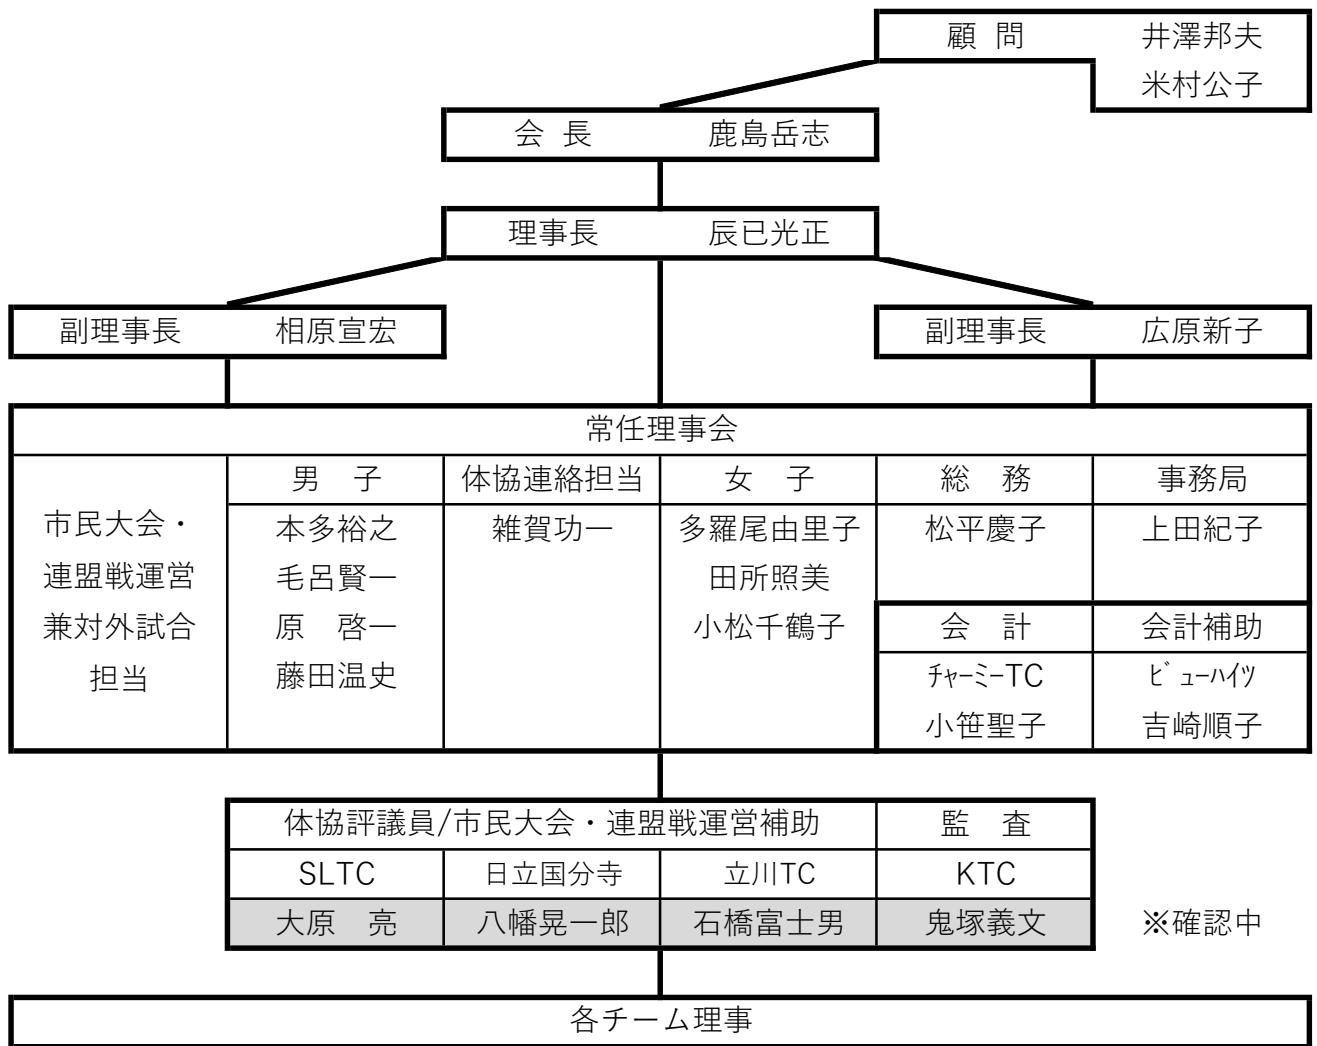 顧 問 井澤邦夫
米村公子
会 長 鹿島岳志
理事長 辰已光正
副理事長 相原宣宏 副理事長 広原新子
常任理事会
男 子 体協連絡担当 女 子 総 務 事務局
市民大会・ 本多裕之 雑賀功一 多羅尾由里子 松平慶子 上田紀子
連盟戦運営 毛呂賢一 田所照美
兼対外試合 原 啓一 小松千鶴子 会 計 会計補助
担当 藤田温史 ﾁｬｰﾐｰTC ﾋﾞｭｰﾊｲﾂ
小笹聖子 吉崎順子
体協評議員/市民大会・連盟戦運営補助 監 査
SLTC 日立国分寺 立川TC KTC
大原 亮 八幡晃一郎 石橋富士男 鬼塚義文 ※確認中
各チーム理事